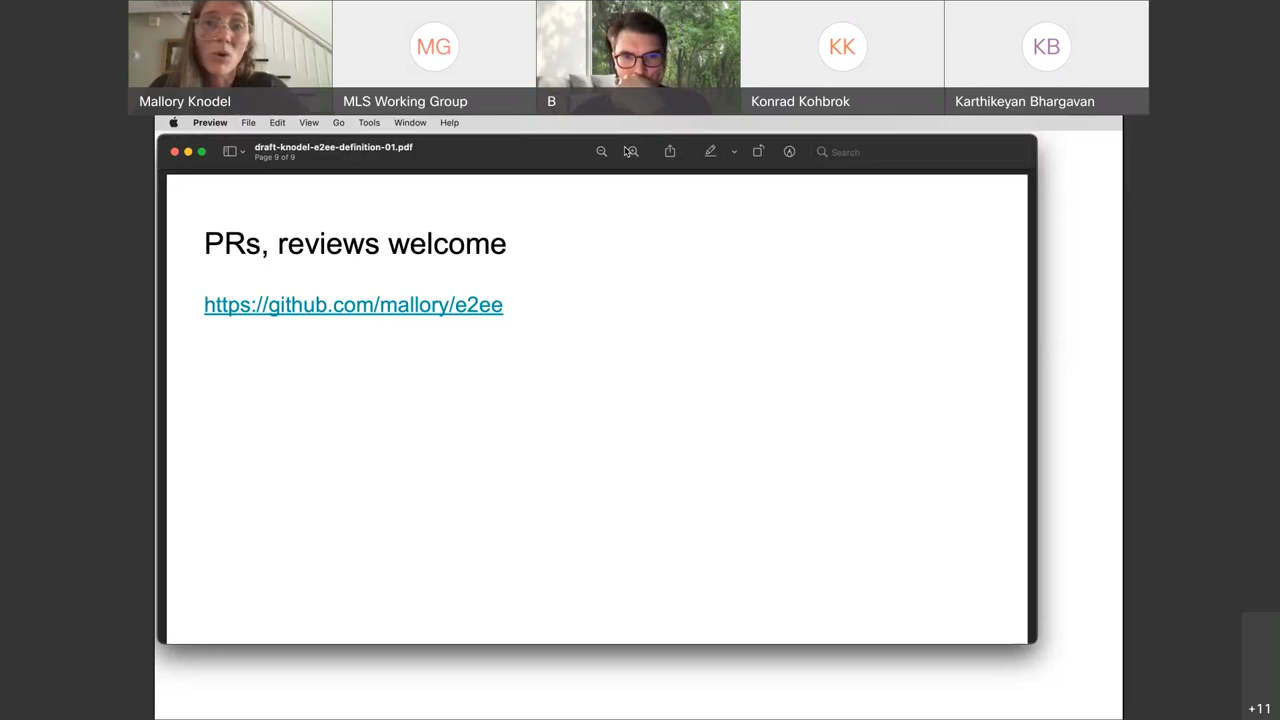 MG
KK
KB
Mallory Knodel
MLS Working Group
B
Konrad Kohbrok
Karthikeyan Bhargavan
Preview File Edit View Go Tools Window Help
draft-knodel-e2ee-definition-01.pdf
Page 9 of 9
Search
PRs, reviews welcome
https://github.com/mallory/e2ee
+11